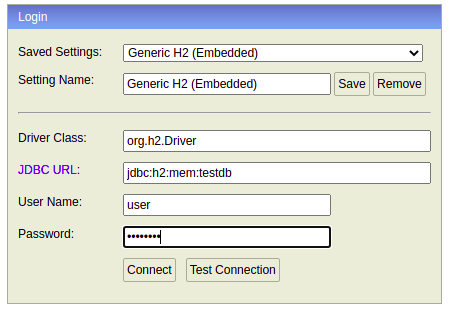 Login
Saved Settings: Generic H2 (Embedded)
Setting Name: Generic H2 (Embedded) Save Remove
Driver Class: org.h2.Driver
JDBC URL: jdbc:h2:mem:testdb
User Name: user
Password: ••••••••
Connect Test Connection